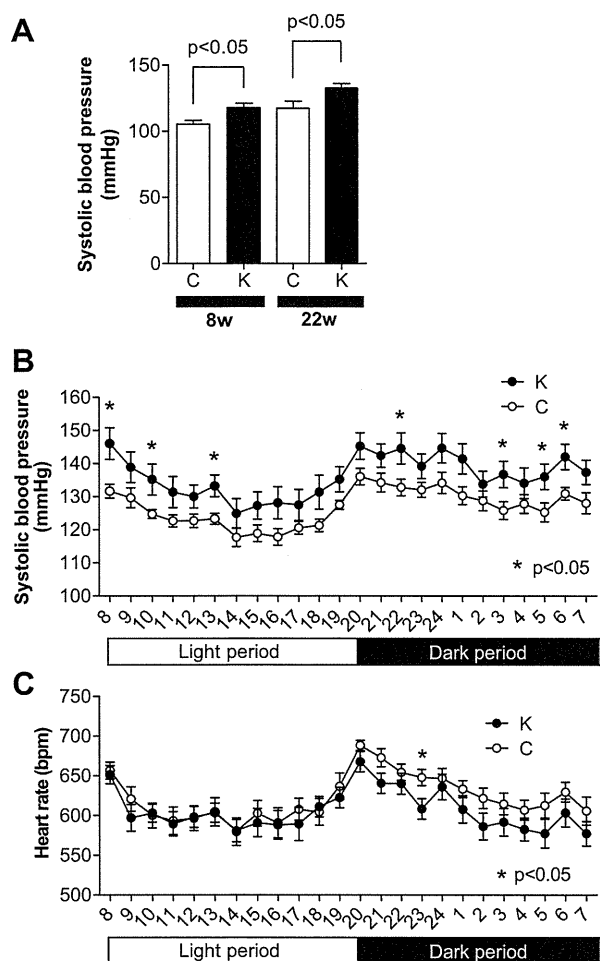 A
Systolic blood pressure
(mmHg)
150
100
50
0
p<0.05
p<0.05
C K C K
8w 22w
B
Systolic blood pressure
(mmHg)
160
150
140
130
120
110
100
* * * * * * *
K
C
* p<0.05
8 9 10 11 12 13 14 15 16 17 18 19 20 21 22 23 24 1 2 3 4 5 6 7
Light period Dark period
C
Heart rate (bpm)
750
700
650
600
550
500
*
K
C
* p<0.05
8 9 10 11 12 13 14 15 16 17 18 19 20 21 22 23 24 1 2 3 4 5 6 7
Light period Dark period